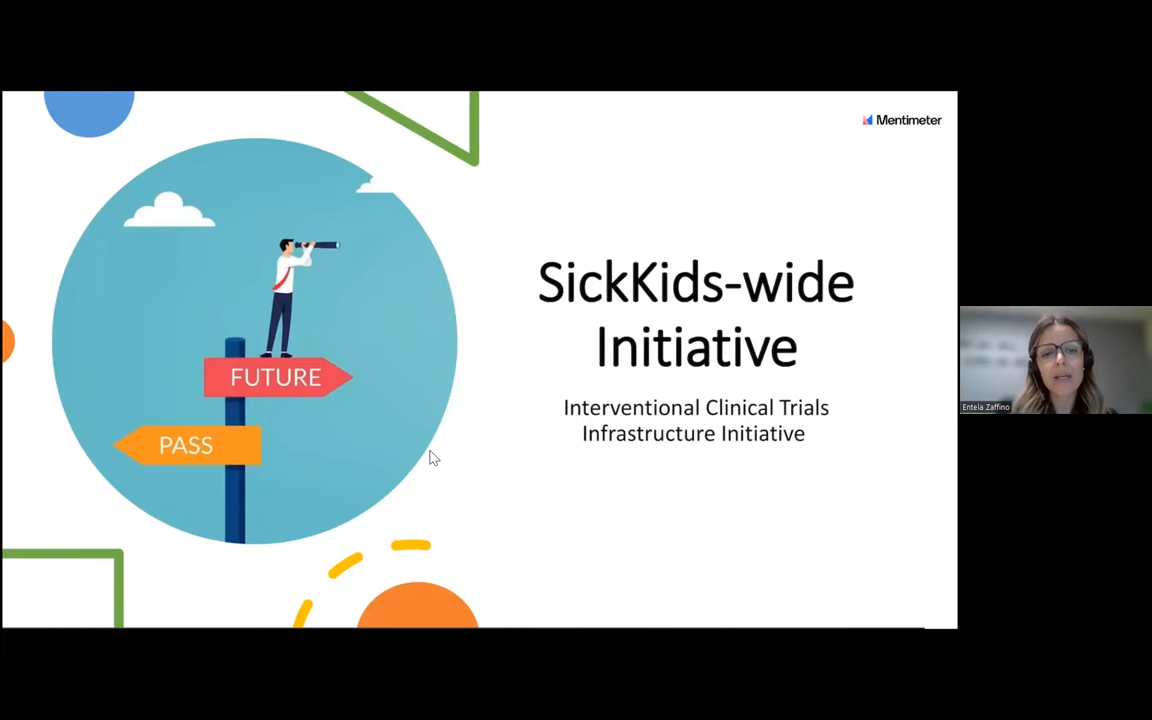 Mentimeter
SickKids-wide
Initiative
Interventional Clinical Trials
Infrastructure Initiative
FUTURE
PASS
Entela Zaffino